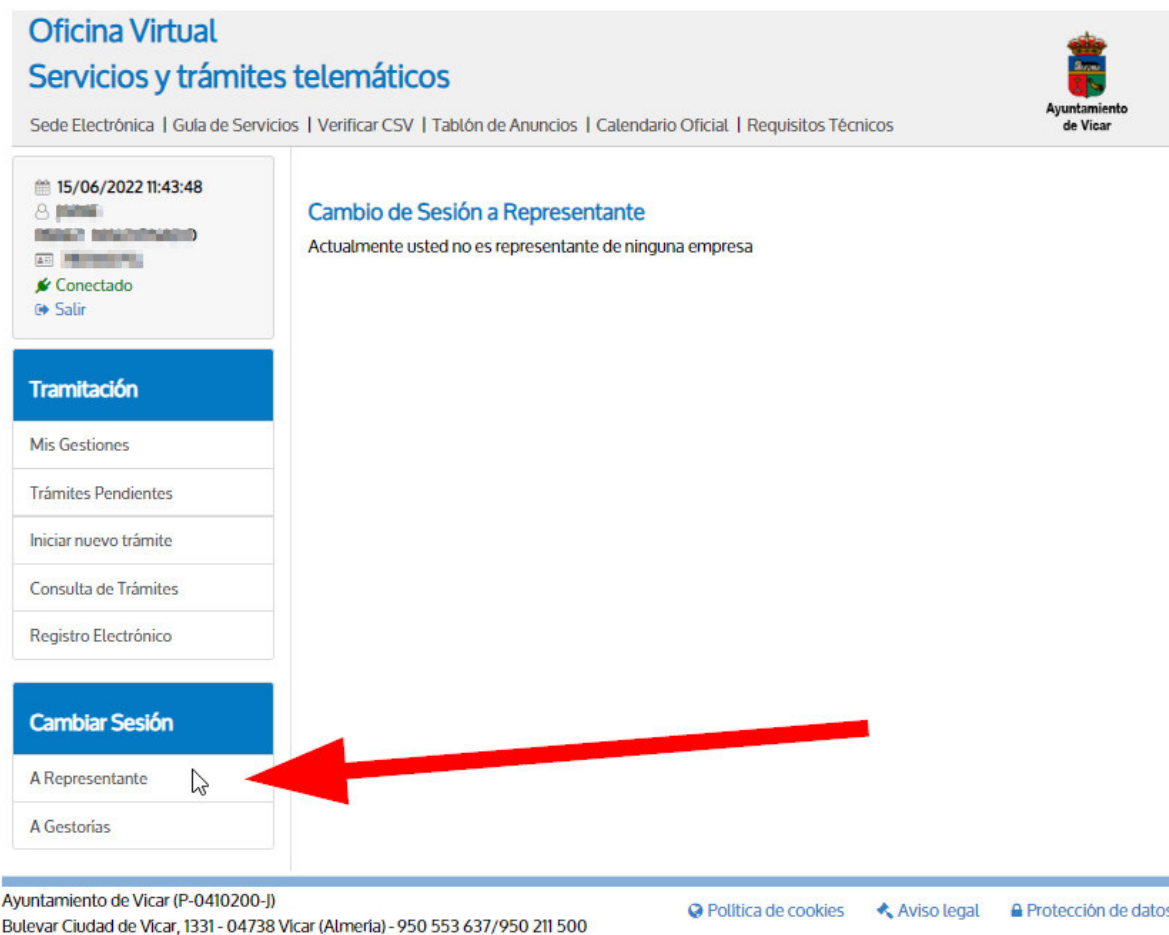 Oficina Virtual
Servicios y trámites telemáticos
Sede Electrónica | Guía de Servicios | Verificar CSV | Tablón de Anuncios | Calendario Oficial | Requisitos Técnicos
Ayuntamiento
de Vicar
15/06/2022 11:43:48
Conectado
Salir
Cambio de Sesión a Representante
Actualmente usted no es representante de ninguna empresa
Tramitación
Mis Gestiones
Trámites Pendientes
Iniciar nuevo trámite
Consulta de Trámites
Registro Electrónico
Cambiar Sesión
A Representante
A Gestorías
Ayuntamiento de Vicar (P-0410200-J)
Bulevar Ciudad de Vicar, 1331 - 04738 Vicar (Almería) - 950 553 637/950 211 500
Política de cookies
Aviso legal
Protección de datos